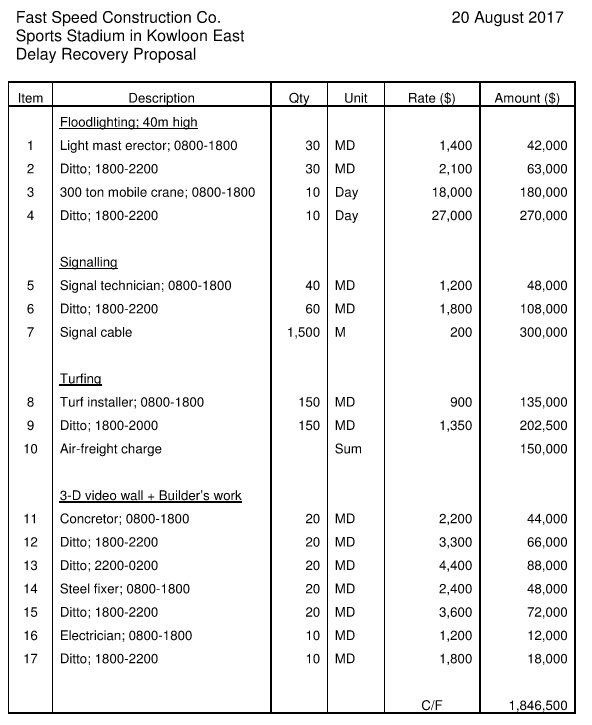 Fast Speed Construction Co. 20 August 2017
Sports Stadium in Kowloon East
Delay Recovery Proposal
Item Description Qty Unit Rate ($) Amount ($)
Floodlighting; 40m high
1 Light mast erector; 0800-1800 30 MD 1,400 42,000
2 Ditto; 1800-2200 30 MD 2,100 63,000
3 300 ton mobile crane; 0800-1800 10 Day 18,000 180,000
4 Ditto; 1800-2200 10 Day 27,000 270,000
Signalling
5 Signal technician; 0800-1800 40 MD 1,200 48,000
6 Ditto; 1800-2200 60 MD 1,800 108,000
7 Signal cable 1,500 M 200 300,000
Turfing
8 Turf installer; 0800-1800 150 MD 900 135,000
9 Ditto; 1800-2000 150 MD 1,350 202,500
10 Air-freight charge Sum 150,000
3-D video wall + Builder's work
11 Concretor; 0800-1800 20 MD 2,200 44,000
12 Ditto; 1800-2200 20 MD 3,300 66,000
13 Ditto; 2200-0200 20 MD 4,400 88,000
14 Steel fixer; 0800-1800 20 MD 2,400 48,000
15 Ditto; 1800-2200 20 MD 3,600 72,000
16 Electrician; 0800-1800 10 MD 1,200 12,000
17 Ditto; 1800-2200 10 MD 1,800 18,000
C/F 1,846,500